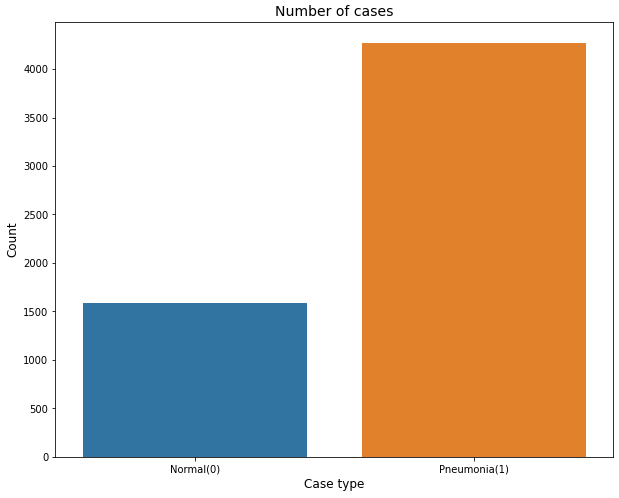 Number of cases
4000
3500
3000
2500
2000
1500
1000
500
0
Count
Normal(0)
Pneumonia(1)
Case type